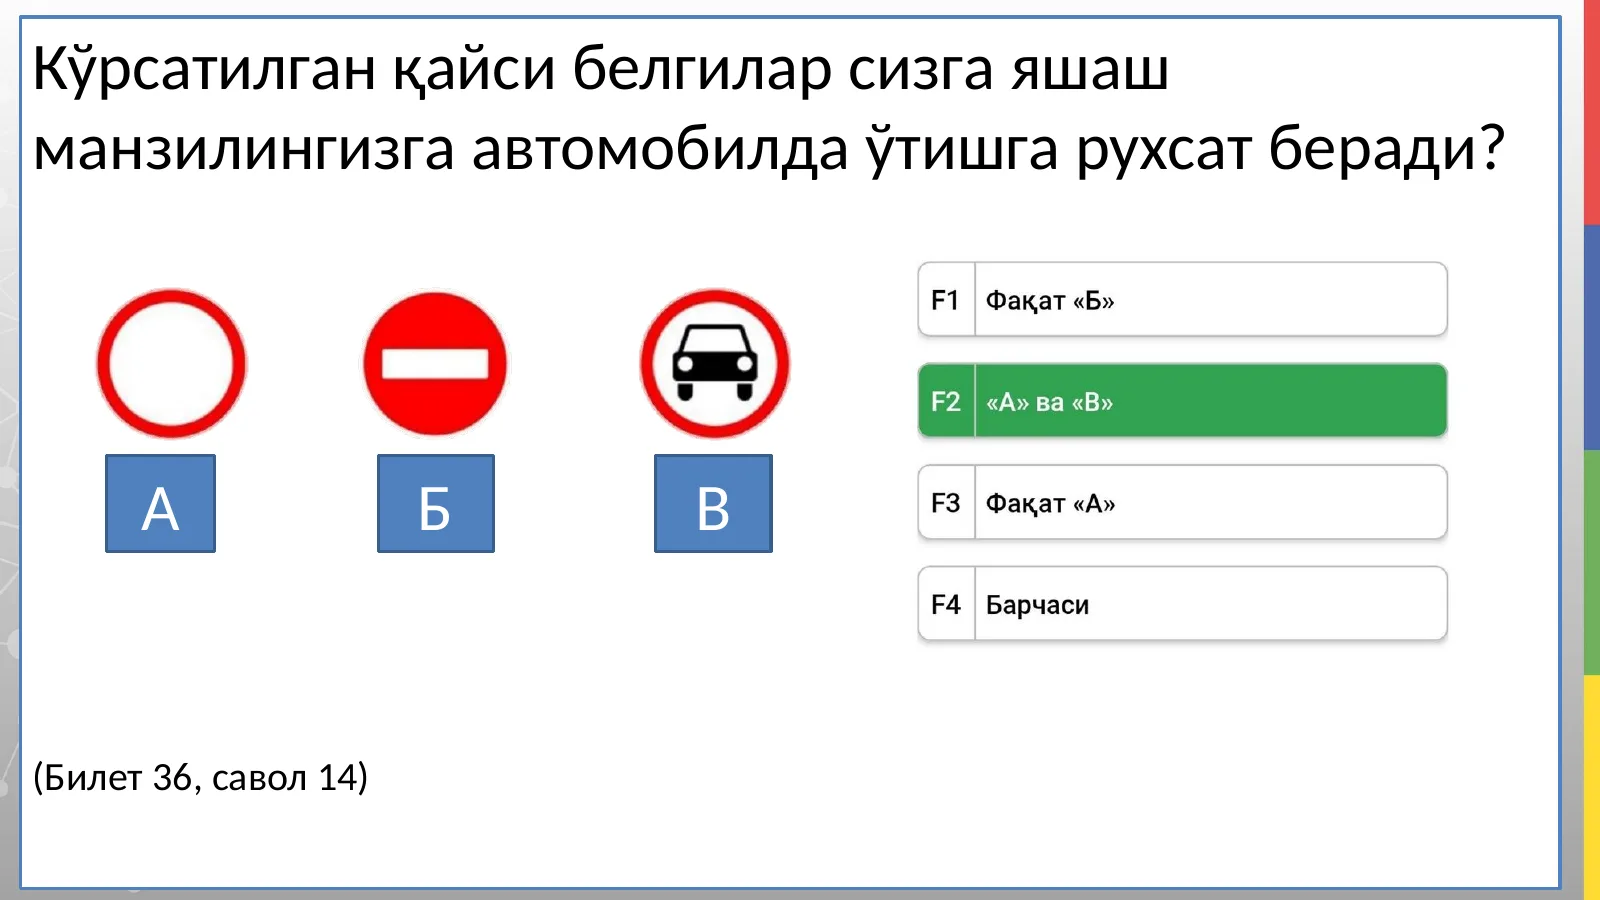 Кўрсатилган қайси белгилар сизга яшаш
манзилингизга автомобилда ўтишга рухсат беради?
А
Б
В
F1 Фақат «Б»
F2 «А» ва «В»
F3 Фақат «А»
F4 Барчаси
(Билет 36, савол 14)